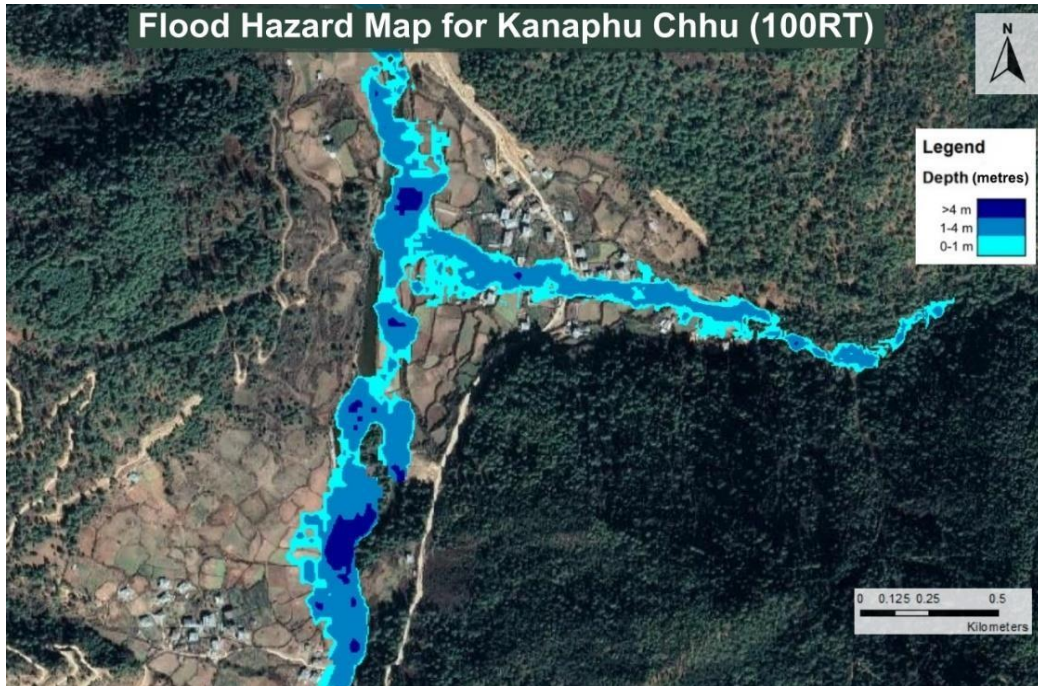 Flood Hazard Map for Kanaphu Chhu (100RT)
N
Legend
Depth (metres)
>4 m
1-4 m
0-1 m
0 0.125 0.25 0.5
Kilometers